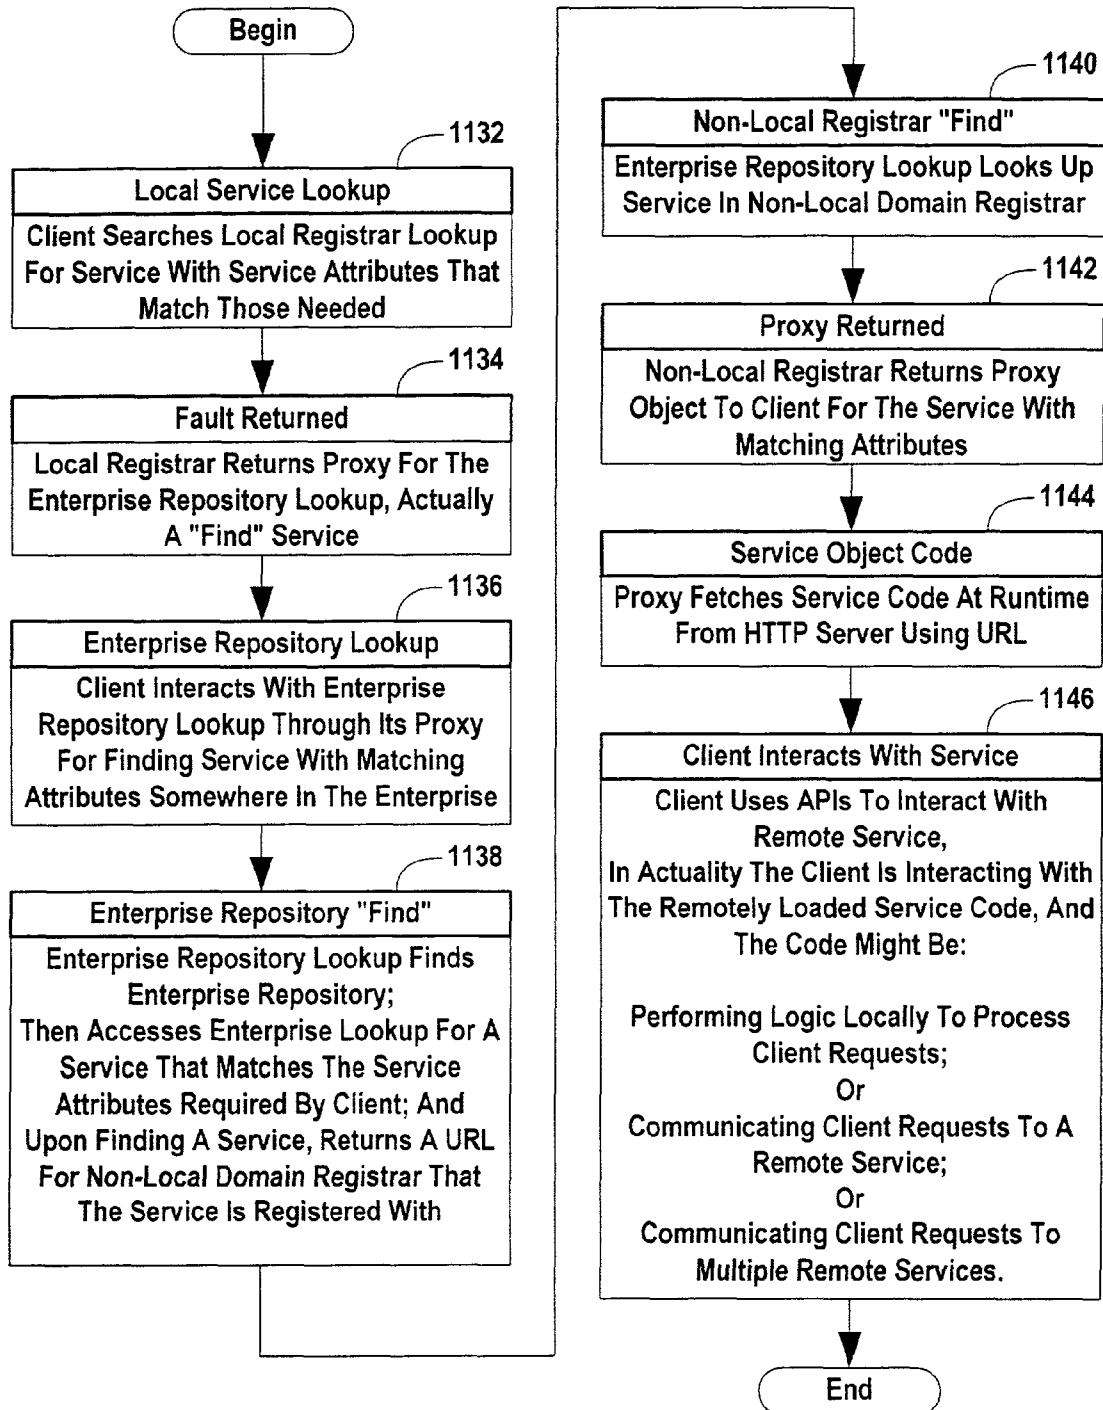 Begin
1132
Local Service Lookup
Client Searches Local Registrar Lookup
For Service With Service Attributes That
Match Those Needed
1134
Fault Returned
Local Registrar Returns Proxy For The
Enterprise Repository Lookup, Actually
A "Find" Service
1136
Enterprise Repository Lookup
Client Interacts With Enterprise
Repository Lookup Through Its Proxy
For Finding Service With Matching
Attributes Somewhere In The Enterprise
1138
Enterprise Repository "Find"
Enterprise Repository Lookup Finds
Enterprise Repository;
Then Accesses Enterprise Lookup For A
Service That Matches The Service
Attributes Required By Client; And
Upon Finding A Service, Returns A URL
For Non-Local Domain Registrar That
The Service Is Registered With
1140
Non-Local Registrar "Find"
Enterprise Repository Lookup Looks Up
Service In Non-Local Domain Registrar
1142
Proxy Returned
Non-Local Registrar Returns Proxy
Object To Client For The Service With
Matching Attributes
1144
Service Object Code
Proxy Fetches Service Code At Runtime
From HTTP Server Using URL
1146
Client Interacts With Service
Client Uses APIs To Interact With
Remote Service,
In Actuality The Client Is Interacting With
The Remotely Loaded Service Code, And
The Code Might Be:
Performing Logic Locally To Process
Client Requests;
Or
Communicating Client Requests To A
Remote Service;
Or
Communicating Client Requests To
Multiple Remote Services.
End